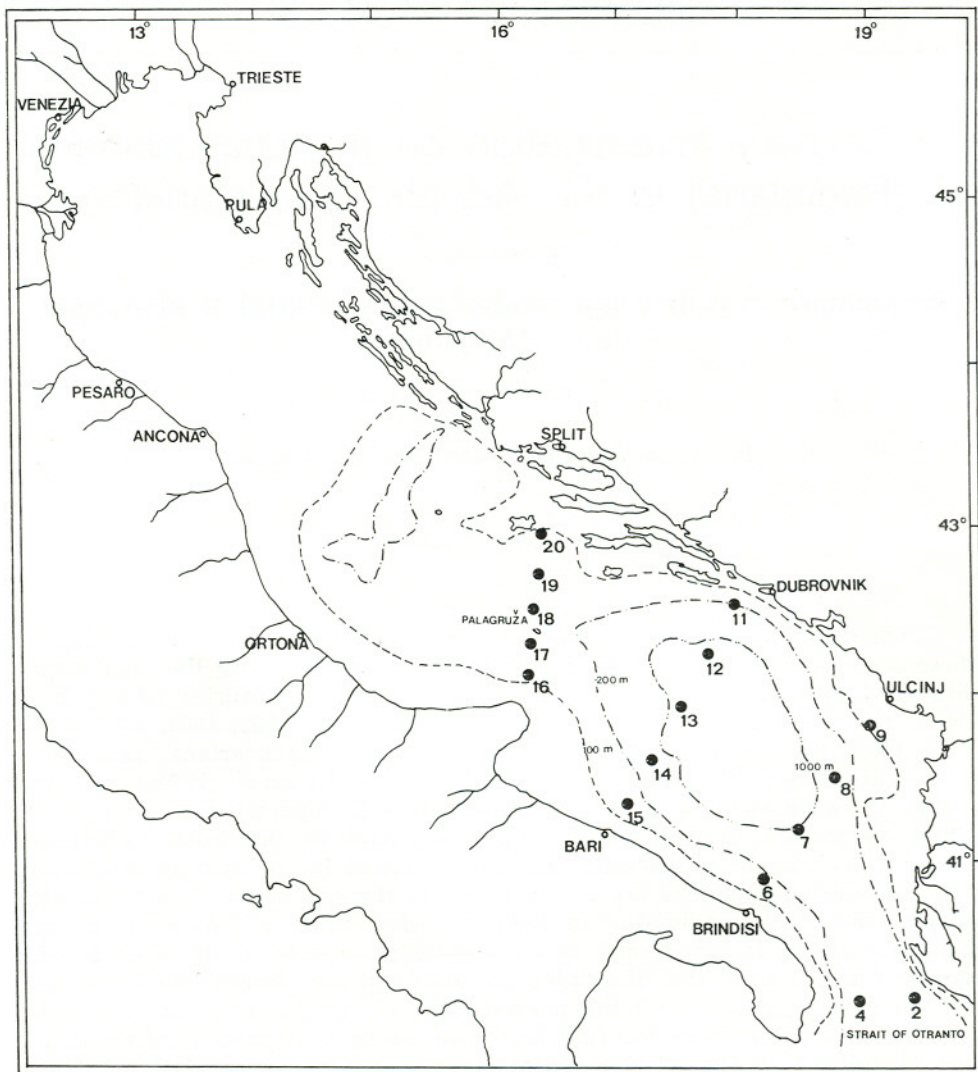 13° 16° 19°
TRIESTE
VENEZIA
PULA
45°
PESARO
ANCONA
SPLIT
43°
20
19
DUBROVNIK
18
PALAGRUŽA
11
17
ORTONA
12
16
200 m
ULCINJ
13
9
100 m
1000 m
14
8
15
BARI
7
41°
6
BRINDISI
4
2
STRAIT OF OTRANTO